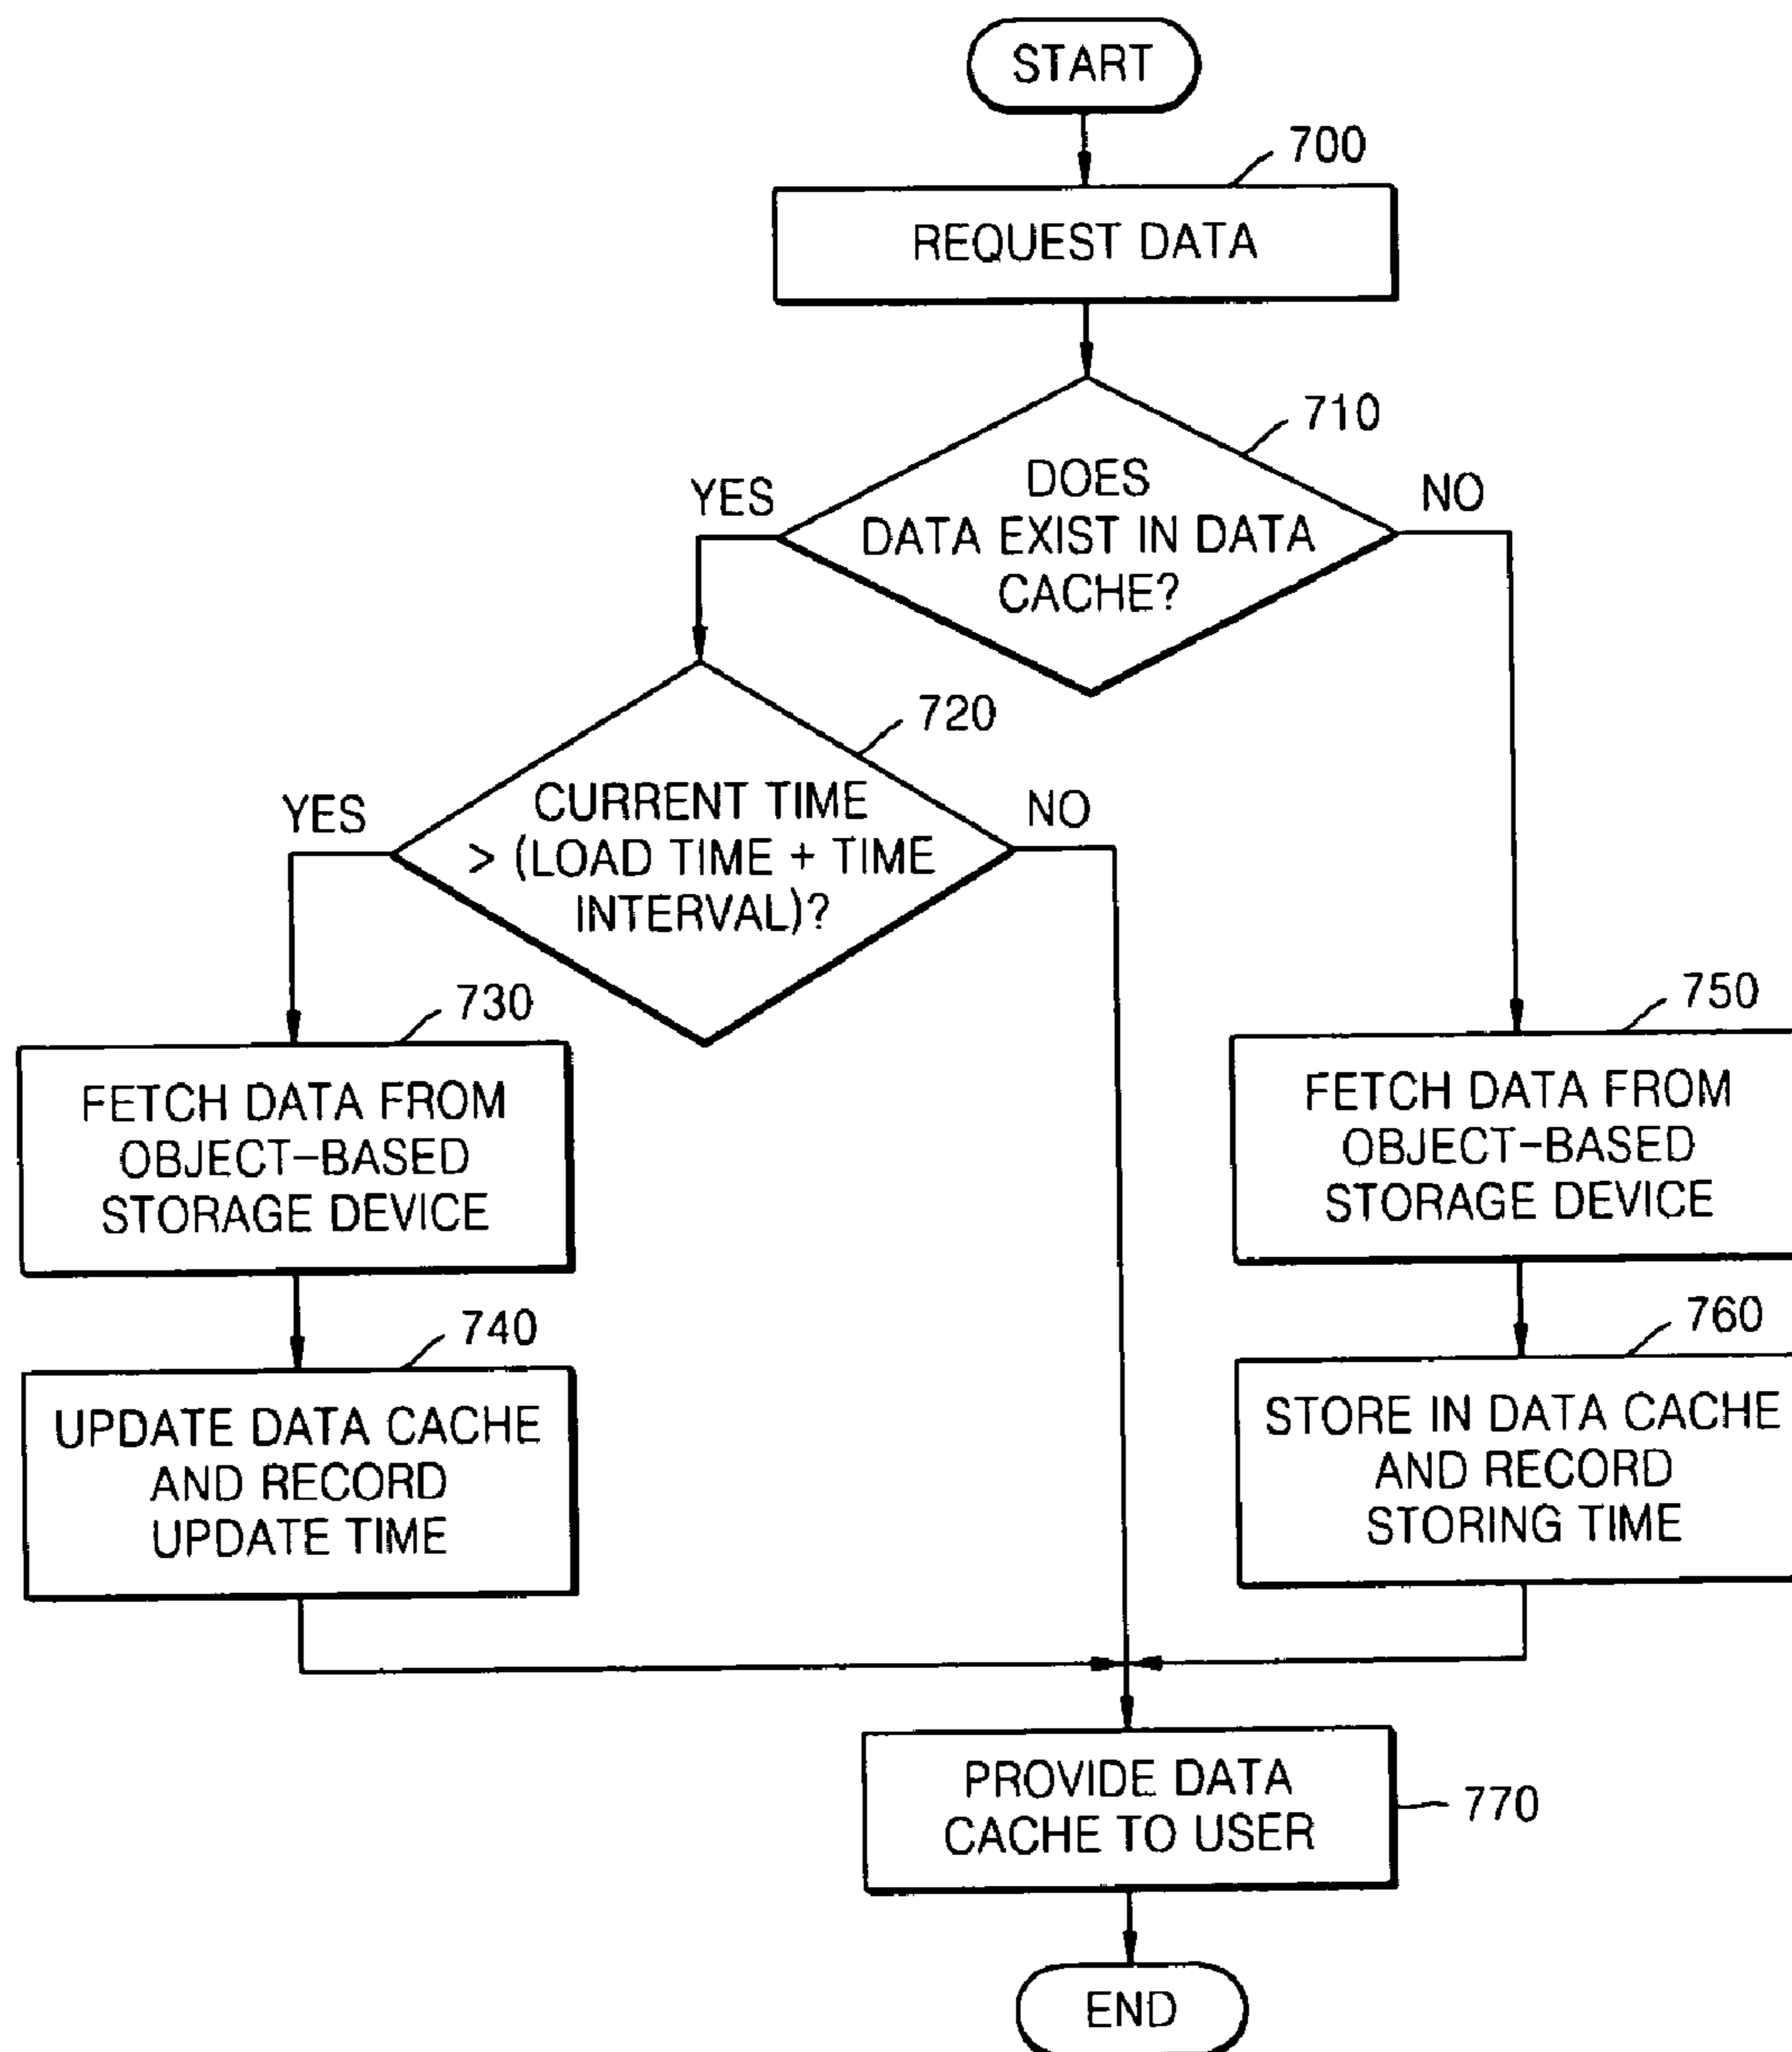 START
700
REQUEST DATA
710
DOES
DATA EXIST IN DATA
CACHE?
YES
NO
720
CURRENT TIME
> (LOAD TIME + TIME
INTERVAL)?
YES
NO
730
FETCH DATA FROM
OBJECT-BASED
STORAGE DEVICE
750
FETCH DATA FROM
OBJECT-BASED
STORAGE DEVICE
740
UPDATE DATA CACHE
AND RECORD
UPDATE TIME
760
STORE IN DATA CACHE
AND RECORD
STORING TIME
PROVIDE DATA
CACHE TO USER
770
END